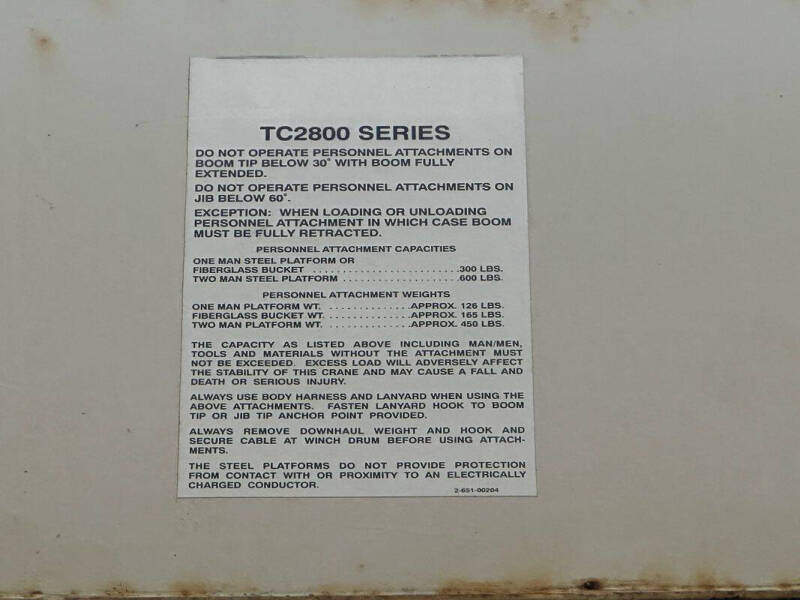 TC2800 SERIES
DO NOT OPERATE PERSONNEL ATTACHMENTS ON
BOOM TIP BELOW 30° WITH BOOM FULLY
EXTENDED.
DO NOT OPERATE PERSONNEL ATTACHMENTS ON
JIB BELOW 60°.
EXCEPTION: WHEN LOADING OR UNLOADING
PERSONNEL ATTACHMENT IN WHICH CASE BOOM
MUST BE FULLY RETRACTED.
PERSONNEL ATTACHMENT CAPACITIES
ONE MAN STEEL PLATFORM OR
FIBERGLASS BUCKET . . . . . . . . . . . . . . . . . . . . . . . . .300 LBS.
TWO MAN STEEL PLATFORM . . . . . . . . . . . . . . . . . . . .600 LBS.
PERSONNEL ATTACHMENT WEIGHTS
ONE MAN PLATFORM WT. . . . . . . . . . . . . . .APPROX. 126 LBS.
FIBERGLASS BUCKET WT. . . . . . . . . . . . . . .APPROX. 165 LBS.
TWO MAN PLATFORM WT. . . . . . . . . . . . . . .APPROX. 450 LBS.
THE CAPACITY AS LISTED ABOVE INCLUDING MAN/MEN,
TOOLS AND MATERIALS WITHOUT THE ATTACHMENT MUST
NOT BE EXCEEDED. EXCESS LOAD WILL ADVERSELY AFFECT
THE STABILITY OF THIS CRANE AND MAY CAUSE A FALL AND
DEATH OR SERIOUS INJURY.
ALWAYS USE BODY HARNESS AND LANYARD WHEN USING THE
ABOVE ATTACHMENTS. FASTEN LANYARD HOOK TO BOOM
TIP OR JIB TIP ANCHOR POINT PROVIDED.
ALWAYS REMOVE DOWNHAUL WEIGHT AND HOOK AND
SECURE CABLE AT WINCH DRUM BEFORE USING ATTACH-
MENTS.
THE STEEL PLATFORMS DO NOT PROVIDE PROTECTION
FROM CONTACT WITH OR PROXIMITY TO AN ELECTRICALLY
CHARGED CONDUCTOR.
2-651-00204